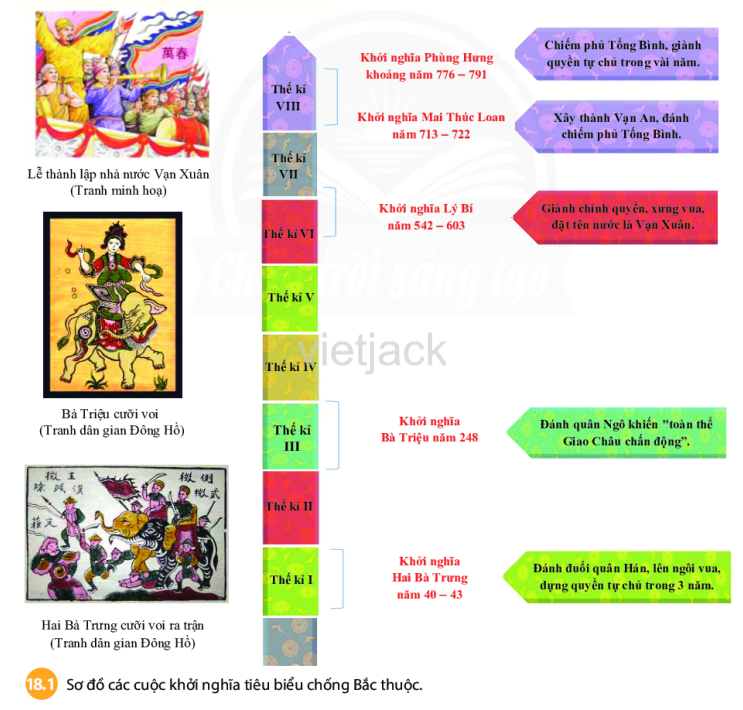 萬春
Lễ thành lập nhà nước Vạn Xuân
(Tranh minh hoạ)
Bà Triệu cưỡi voi
(Tranh dân gian Đông Hồ)
Hai Bà Trưng cưỡi voi ra trận
(Tranh dân gian Đông Hồ)
Thế kỉ
VIII
Thế kỉ
VII
Thế kỉ VI
Thế kỉ V
Thế kỉ IV
Thế kỉ
III
Thế kỉ II
Thế kỉ I
Khởi nghĩa Phùng Hưng
khoảng năm 776 – 791
Khởi nghĩa Mai Thúc Loan
năm 713 – 722
Khởi nghĩa Lý Bí
năm 542 – 603
Khởi nghĩa
Bà Triệu năm 248
Khởi nghĩa
Hai Bà Trưng
năm 40 – 43
Chiếm phủ Tống Bình, giành
quyền tự chủ trong vài năm.
Xây thành Vạn An, đánh
chiếm phủ Tống Bình.
Giành chính quyền, xưng vua,
đặt tên nước là Vạn Xuân.
Đánh quân Ngô khiến "toàn thể
Giao Châu chấn động”.
Đánh đuổi quân Hán, lên ngôi vua,
dựng quyền tự chủ trong 3 năm.
Chân trời sáng tạo
vietjack
18.1 Sơ đồ các cuộc khởi nghĩa tiêu biểu chống Bắc thuộc.